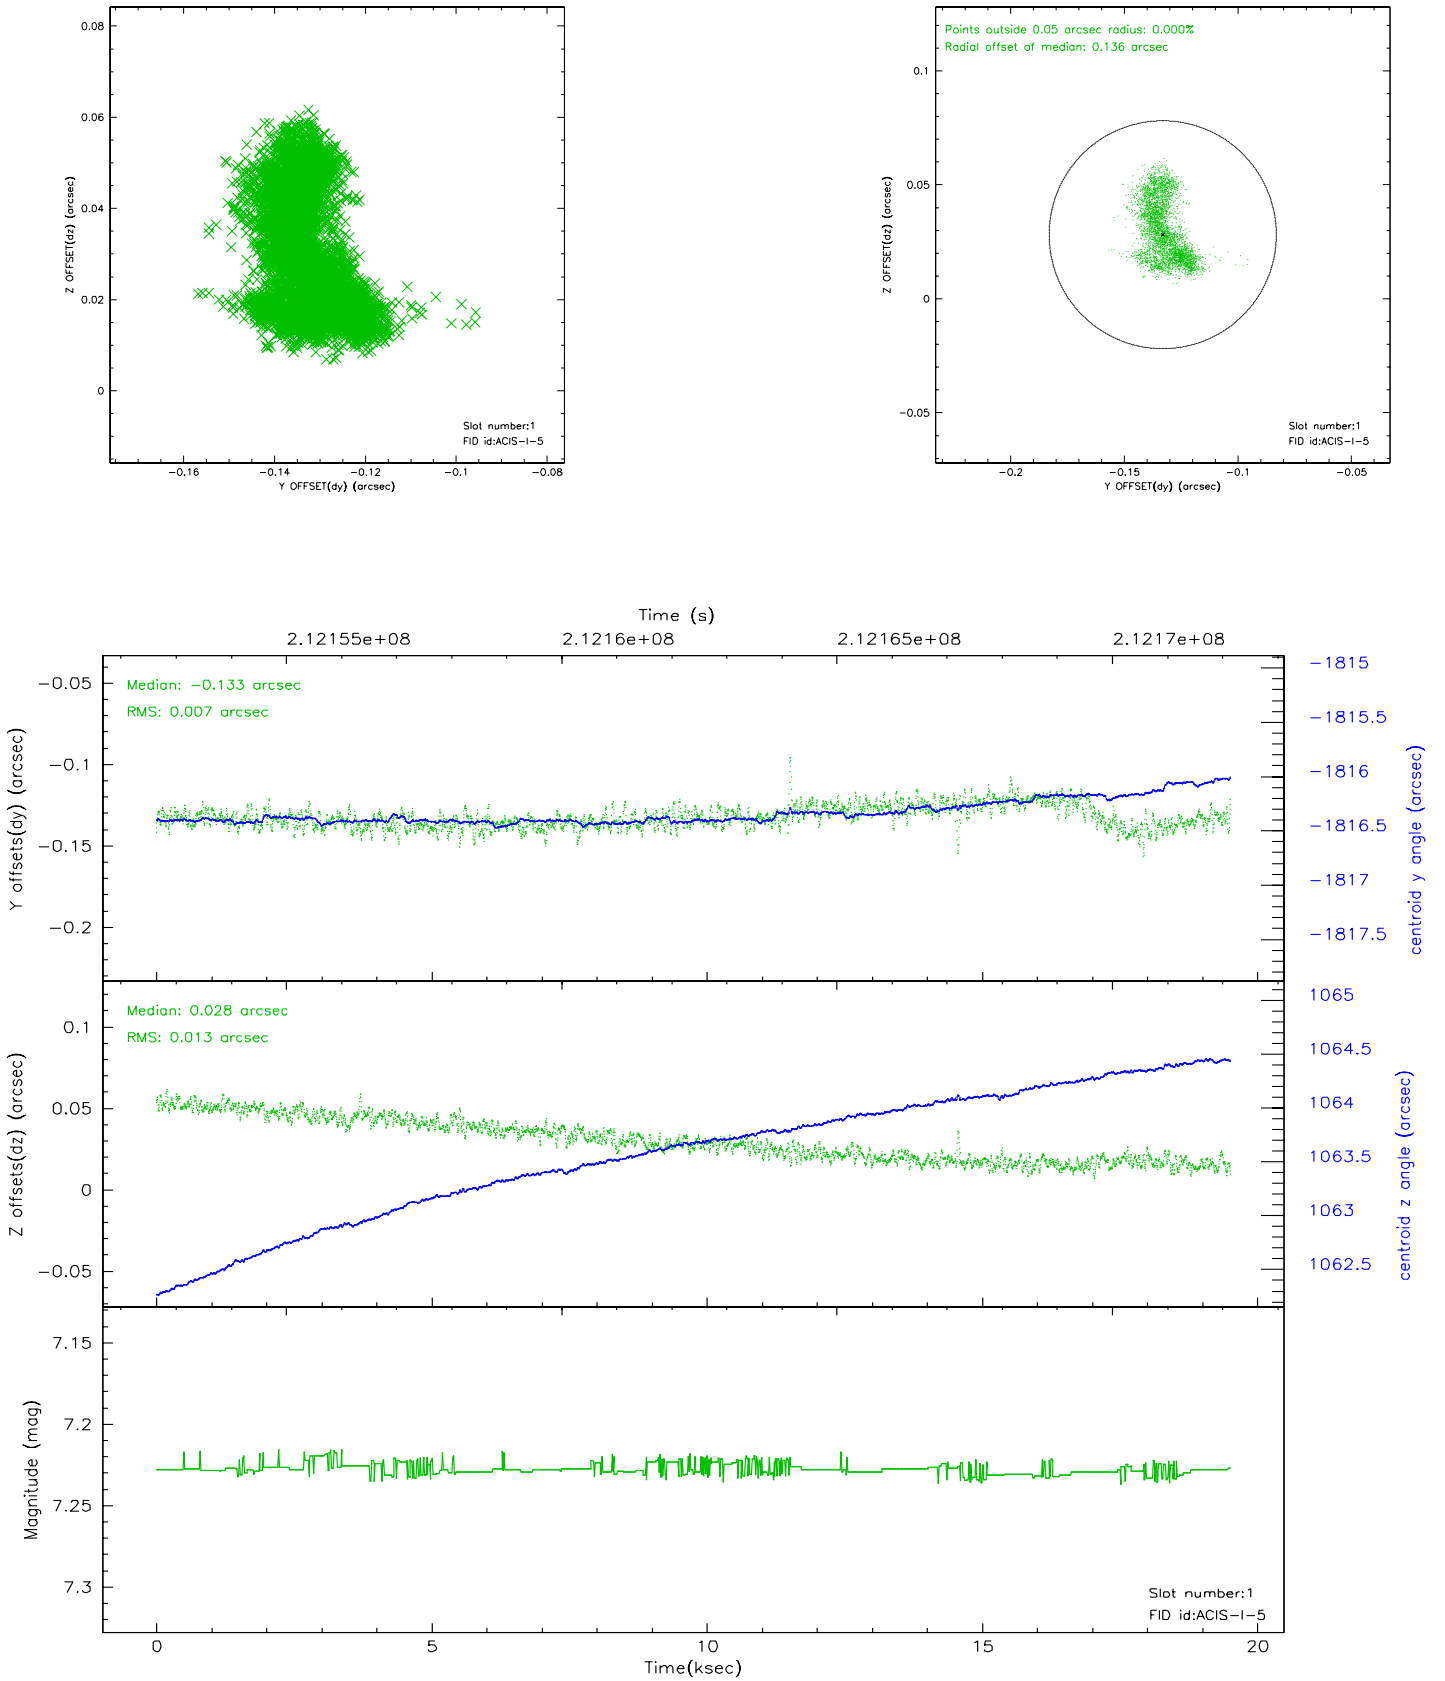 0.08
0.06
0.04
0.02
0
Z OFFSET(dz) (arcsec)
Slot number:1
FID id:ACIS-I-5
-0.16 -0.14 -0.12 -0.1 -0.08
Y OFFSET(dy) (arcsec)
Points outside 0.05 arcsec radius: 0.000%
Radial offset of median: 0.136 arcsec
0.1
0.05
0
-0.05
Z OFFSET(dz) (arcsec)
Slot number:1
FID id:ACIS-I-5
-0.2 -0.15 -0.1 -0.05
Y OFFSET(dy) (arcsec)
Time (s)
2.12155e+08 2.1216e+08 2.12165e+08 2.1217e+08
Median: -0.133 arcsec
RMS: 0.007 arcsec
-0.05
-0.1
-0.15
-0.2
Y offsets(dy) (arcsec)
-1815
-1815.5
-1816
-1816.5
-1817
-1817.5
centroid y angle (arcsec)
Median: 0.028 arcsec
RMS: 0.013 arcsec
0.1
0.05
0
-0.05
Z offsets(dz) (arcsec)
1065
1064.5
1064
1063.5
1063
1062.5
centroid z angle (arcsec)
7.15
7.2
7.25
7.3
Magnitude (mag)
Slot number:1
FID id:ACIS-I-5
0 5 10 15 20
Time(ksec)